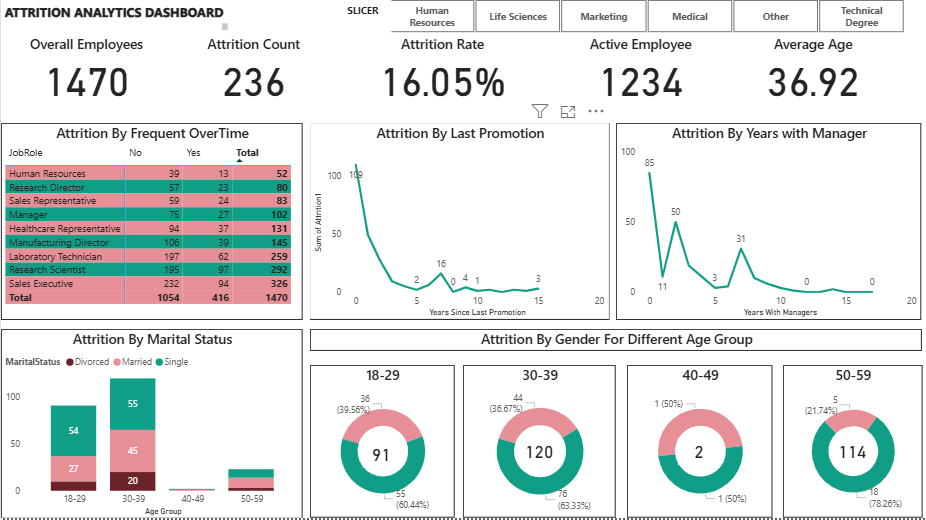 ATTRITION ANALYTICS DASHBOARD
SLICER
Human Resources
Life Sciences
Marketing
Medical
Other
Technical Degree
Overall Employees
1470
Attrition Count
236
Attrition Rate
16.05%
Active Employee
1234
Average Age
36.92
Attrition By Frequent OverTime
JobRole No Yes Total
Human Resources 39 13 52
Research Director 57 23 80
Sales Representative 59 24 83
Manager 75 27 102
Healthcare Representative 94 37 131
Manufacturing Director 106 39 145
Laboratory Technician 197 62 259
Research Scientist 195 97 292
Sales Executive 232 94 326
Total 1054 416 1470
Attrition By Last Promotion
Sum of Attrition1
100
50
0
109
2
16
0
4
1
3
0 5 10 15 20
Years Since Last Promotion
Attrition By Years with Manager
100
50
0
85
11
50
3
31
0
0
0 5 10 15 20
Years With Managers
Attrition By Marital Status
MaritalStatus Divorced Married Single
100
50
0
54
27
55
45
20
18-29 30-39 40-49 50-59
Age Group
Attrition By Gender For Different Age Group
18-29
36
(39.56%)
91
55
(60.44%)
30-39
44
(36.67%)
120
76
(63.33%)
40-49
1 (50%)
2
1 (50%)
50-59
5
(21.74%)
114
18
(78.26%)